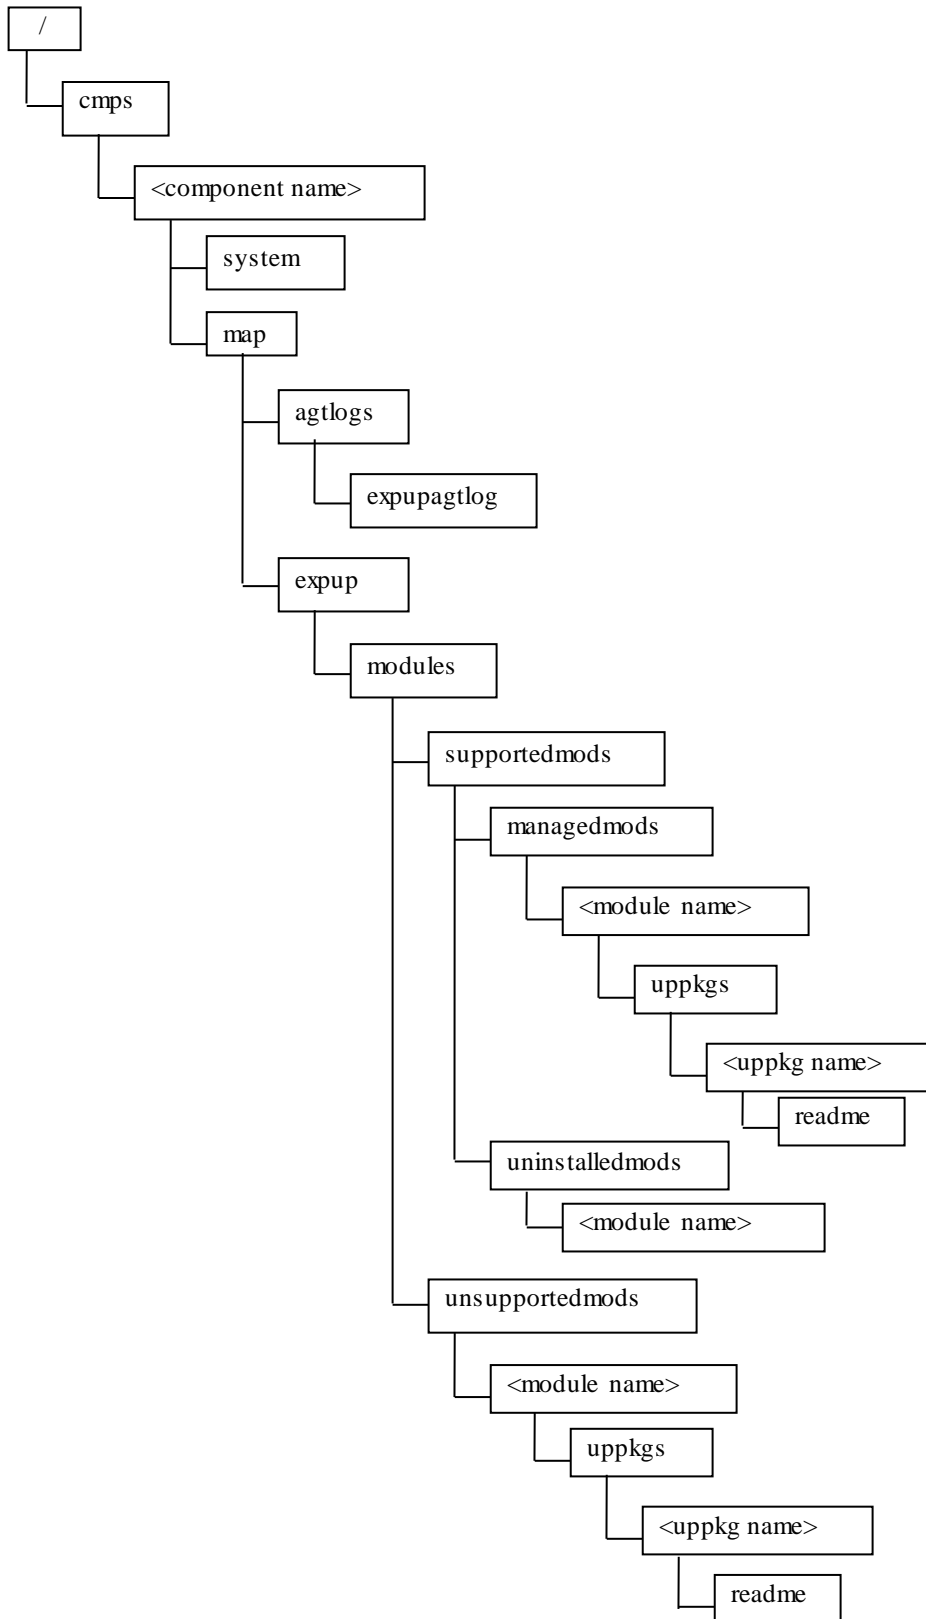 /
cmps
<component name>
system
map
agtlogs
expupagtlog
expup
modules
supportedmods
managedmods
<module name>
uppkgs
<uppkg name>
readme
uninstalledmods
<module name>
unsupportedmods
<module name>
uppkgs
<uppkg name>
readme